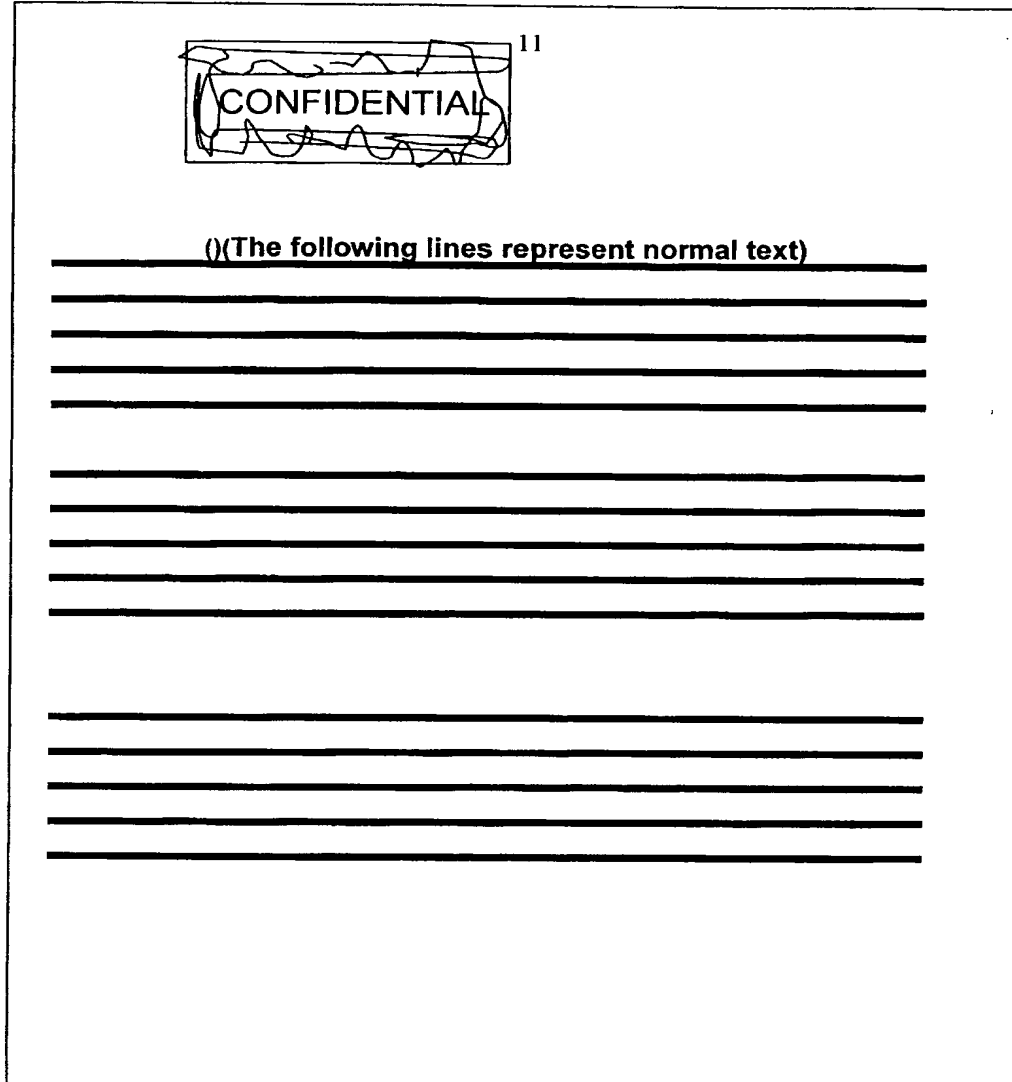 11
CONFIDENTIAL
()(The following lines represent normal text)